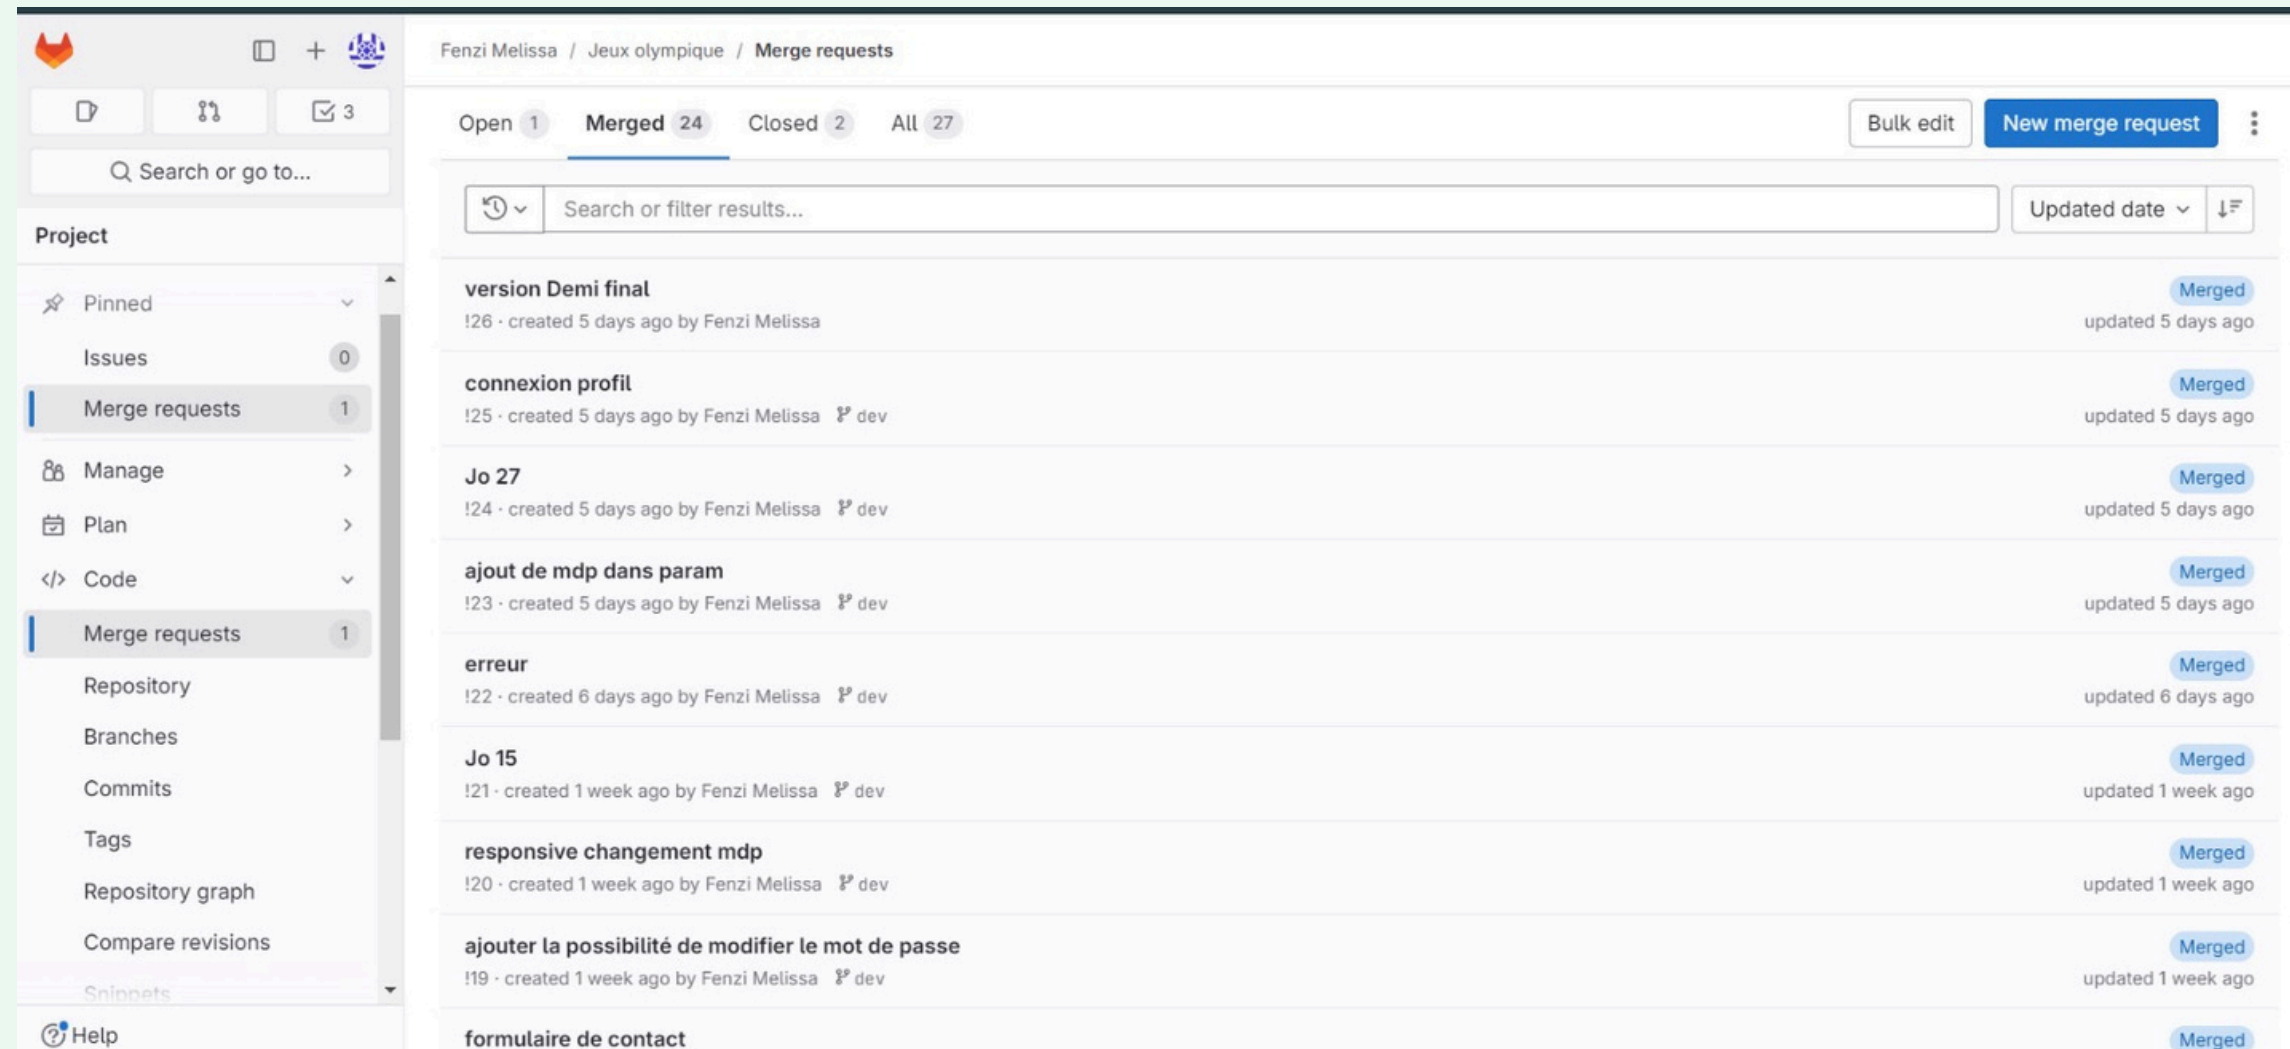 Fenzi Melissa / Jeux olympique / Merge requests
3
Search or go to...
Project
Pinned
Issues 0
Merge requests 1
Manage
Plan
Code
Merge requests 1
Repository
Branches
Commits
Tags
Repository graph
Compare revisions
Snippets
Help
Open 1 Merged 24 Closed 2 All 27
Bulk edit New merge request
Search or filter results...
Updated date
version Demi final Merged
!26 · created 5 days ago by Fenzi Melissa updated 5 days ago
connexion profil Merged
!25 · created 5 days ago by Fenzi Melissa dev updated 5 days ago
Jo 27 Merged
!24 · created 5 days ago by Fenzi Melissa dev updated 5 days ago
ajout de mdp dans param Merged
!23 · created 5 days ago by Fenzi Melissa dev updated 5 days ago
erreur Merged
!22 · created 6 days ago by Fenzi Melissa dev updated 6 days ago
Jo 15 Merged
!21 · created 1 week ago by Fenzi Melissa dev updated 1 week ago
responsive changement mdp Merged
!20 · created 1 week ago by Fenzi Melissa dev updated 1 week ago
ajouter la possibilité de modifier le mot de passe Merged
!19 · created 1 week ago by Fenzi Melissa dev updated 1 week ago
formulaire de contact Merged